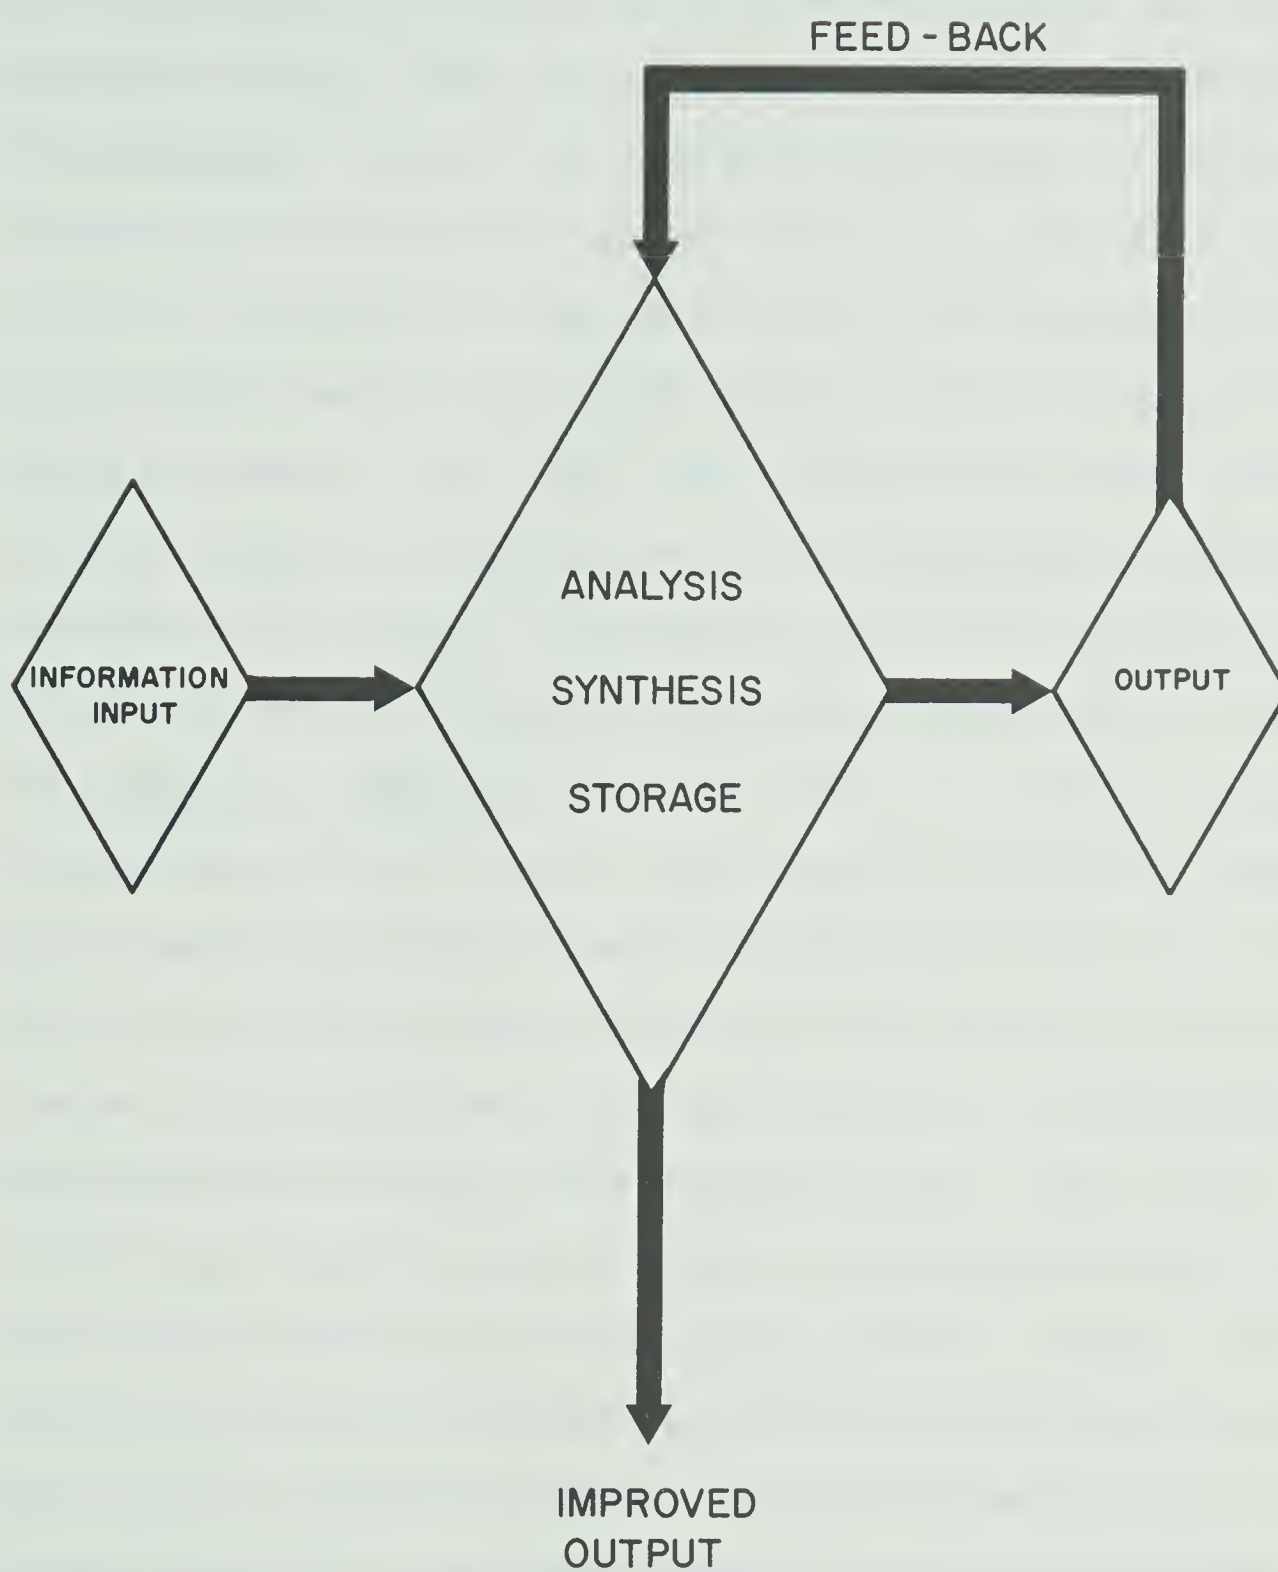 FEED - BACK
ANALYSIS
SYNTHESIS
STORAGE
INFORMATION
INPUT
OUTPUT
IMPROVED
OUTPUT